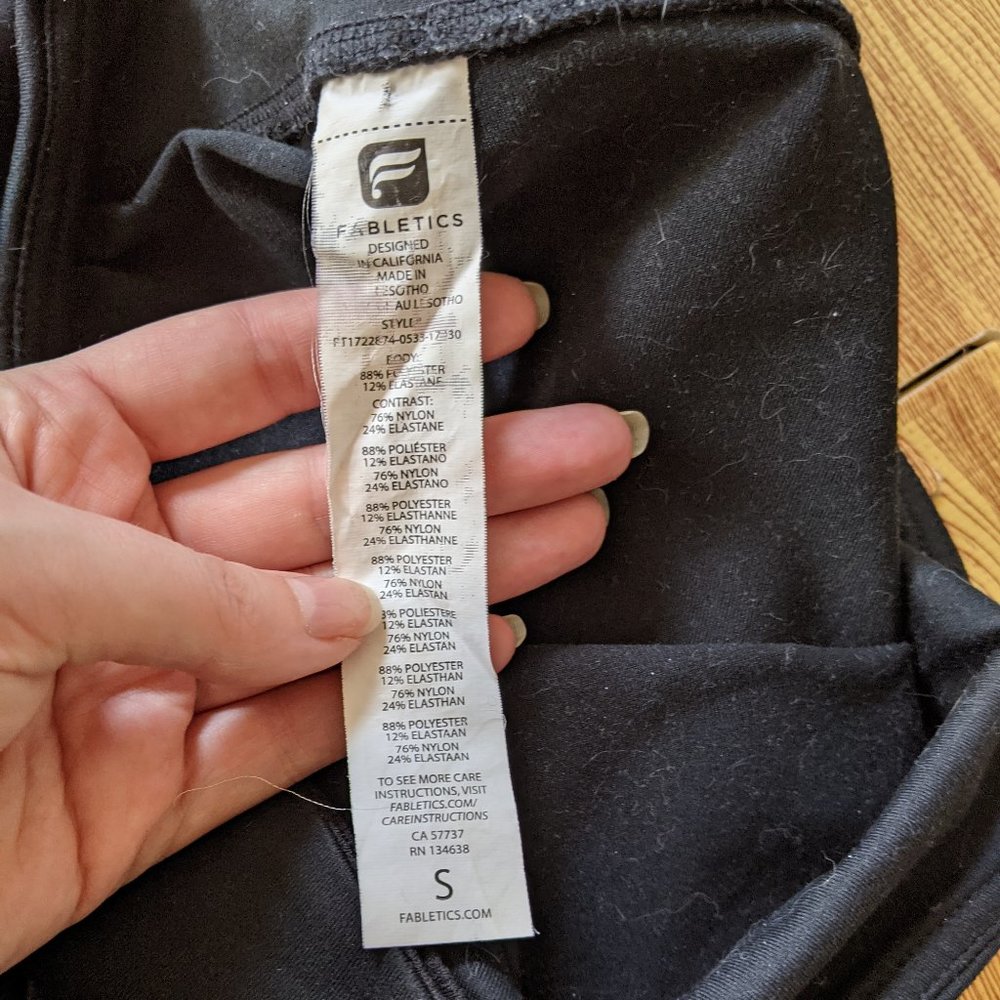 FABLETICS
DESIGNED
IN CALIFORNIA
MADE IN
LESOTHO
AU LESOTHO
STYLE
BODY:
88% POLYESTER
12% ELASTANE
CONTRAST:
76% NYLON
24% ELASTANE
88% POLIÉSTER
12% ELASTANO
76% NYLON
24% ELASTANO
88% POLYESTER
12% ELASTHANNE
76% NYLON
24% ELASTHANNE
88% POLYESTER
12% ELASTAN
76% NYLON
24% ELASTAN
POLIESTERE
12% ELASTAN
76% NYLON
24% ELASTAN
88% POLYESTER
12% ELASTHAN
76% NYLON
24% ELASTHAN
88% POLYESTER
12% ELASTAAN
76% NYLON
24% ELASTAAN
TO SEE MORE CARE
INSTRUCTIONS, VISIT
FABLETICS.COM/
CAREINSTRUCTIONS
CA 57737
RN 134638
S
FABLETICS.COM